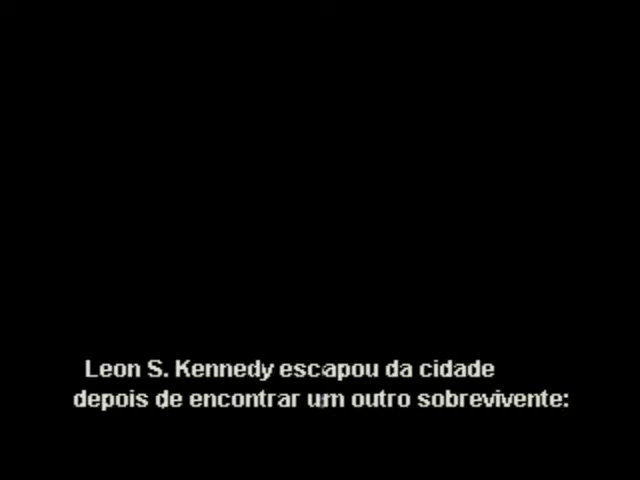 Leon S. Kennedy escapou da cidade
depois de encontrar um outro sobrevivente: